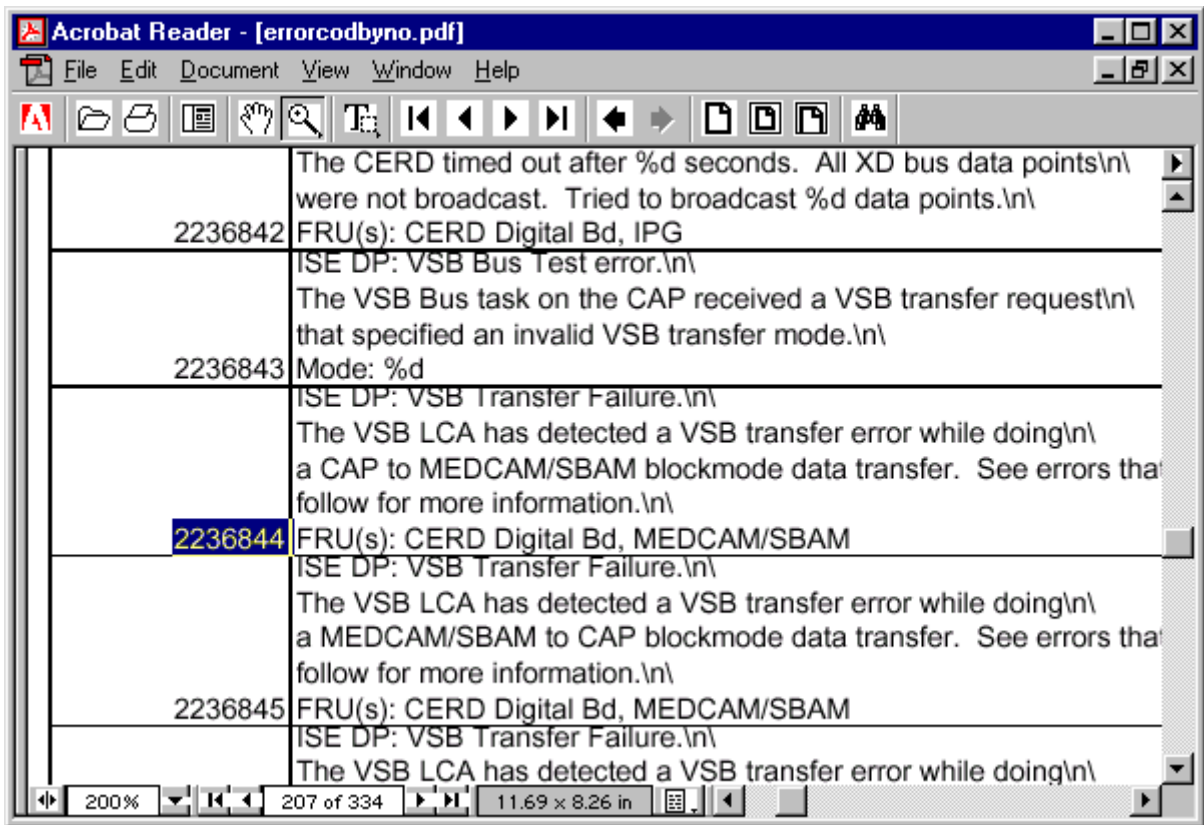 Acrobat Reader - [errorcodbyno.pdf]
File Edit Document View Window Help
The CERD timed out after %d seconds. All XD bus data points\n\
were not broadcast. Tried to broadcast %d data points.\n\
2236842 FRU(s): CERD Digital Bd, IPG
ISE DP: VSB Bus Test error.\n\
The VSB Bus task on the CAP received a VSB transfer request\n\
that specified an invalid VSB transfer mode.\n\
2236843 Mode: %d
ISE DP: VSB Transfer Failure.\n\
The VSB LCA has detected a VSB transfer error while doing\n\
a CAP to MEDCAM/SBAM blockmode data transfer. See errors that
follow for more information.\n\
2236844 FRU(s): CERD Digital Bd, MEDCAM/SBAM
ISE DP: VSB Transfer Failure.\n\
The VSB LCA has detected a VSB transfer error while doing\n\
a MEDCAM/SBAM to CAP blockmode data transfer. See errors that
follow for more information.\n\
2236845 FRU(s): CERD Digital Bd, MEDCAM/SBAM
ISE DP: VSB Transfer Failure.\n\
The VSB LCA has detected a VSB transfer error while doing\n\
200% 207 of 334 11.69 x 8.26 in